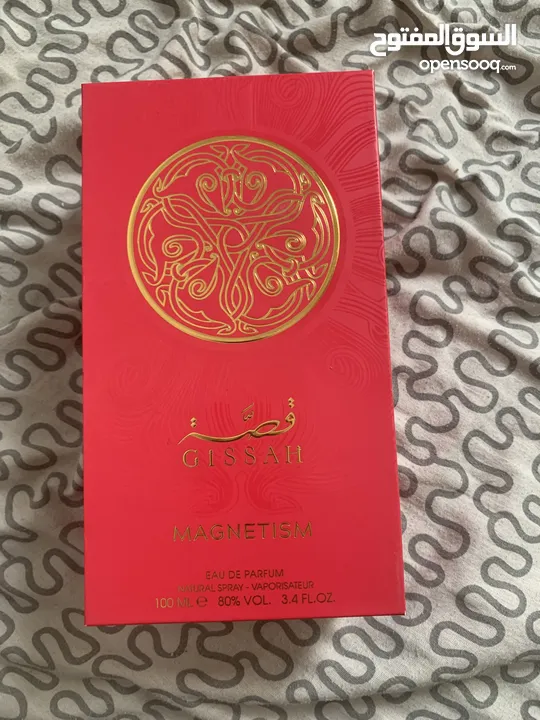 السوق المفتوح
opensooq.com
قصة
GISSAH
MAGNETISM
EAU DE PARFUM
NATURAL SPRAY - VAPORISATEUR
100 ML e 80% VOL. 3.4 FL.OZ.